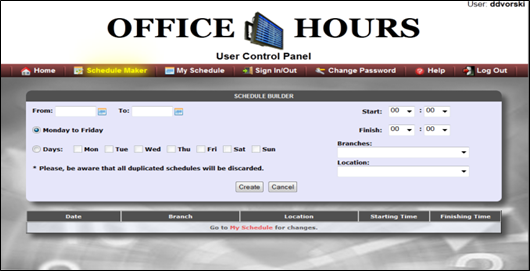 User: ddvorski
OFFICE HOURS
User Control Panel
Home Schedule Maker My Schedule Sign In/Out Change Password Help Log Out
SCHEDULE BUILDER
From: To: Start: 00 : 00
Monday to Friday Finish: 00 : 00
Days: Mon Tue Wed Thu Fri Sat Sun Branches:
* Please, be aware that all duplicated schedules will be discarded. Location:
Create Cancel
Date Branch Location Starting Time Finishing Time
Go to My Schedule for changes.